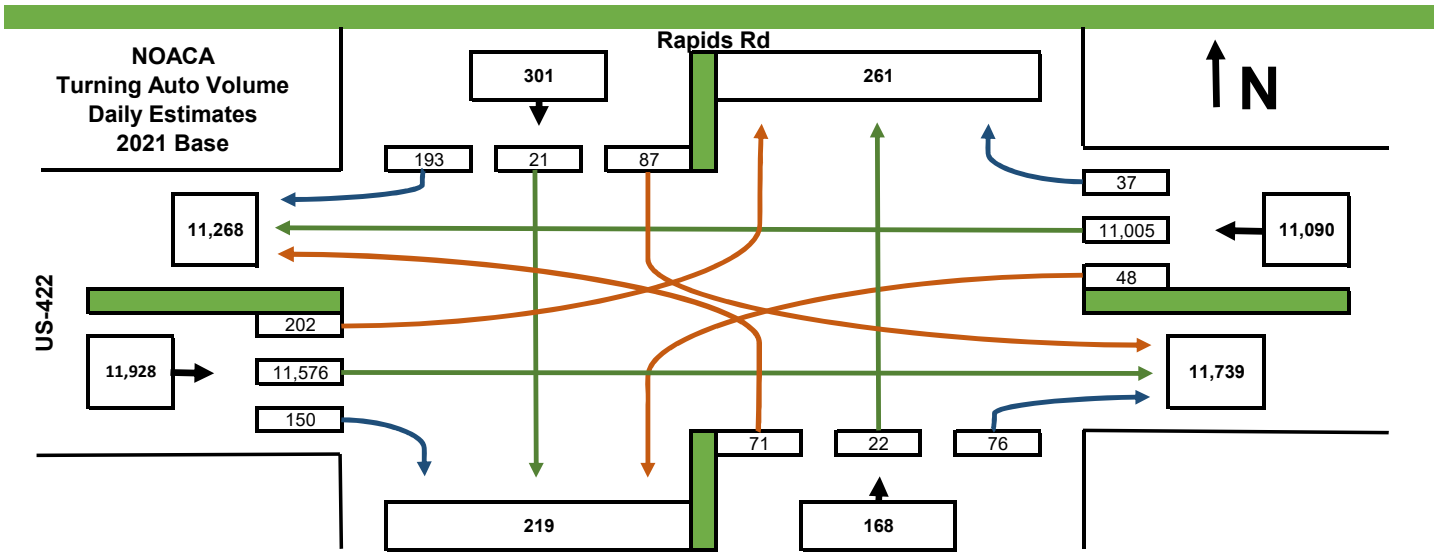 Rapids Rd
NOACA
Turning Auto Volume
Daily Estimates
2021 Base
301
261
N
193
21
87
37
11,268
11,005
11,090
48
US-422
202
11,928
11,576
11,739
150
71
22
76
219
168